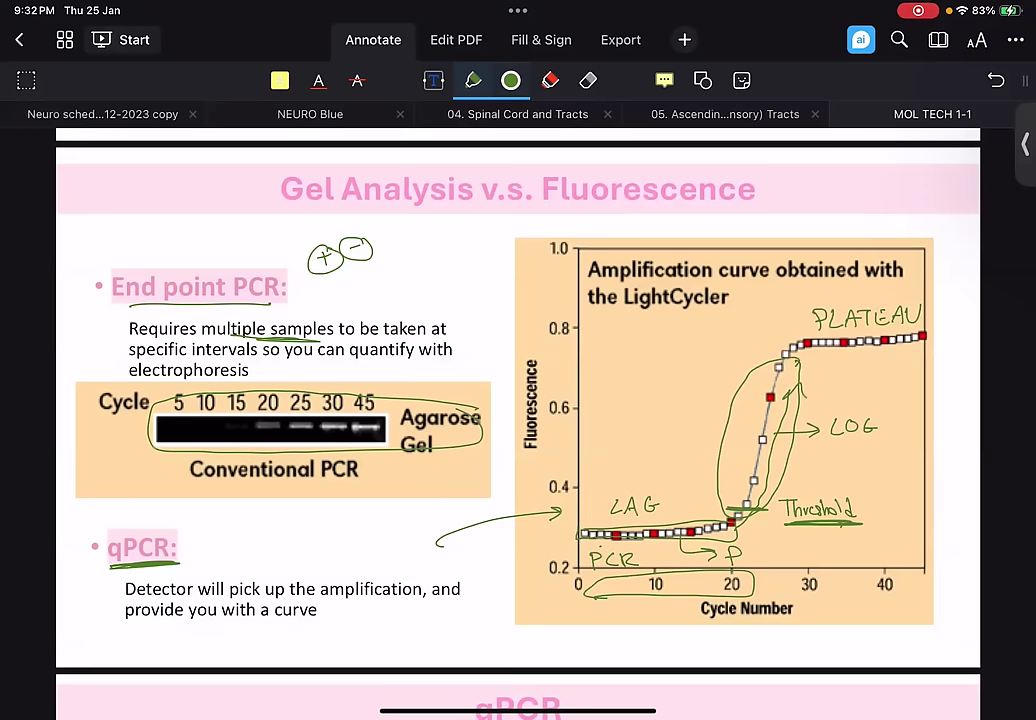 9:32 PM Thu 25 Jan
83%
Start
Annotate
Edit PDF
Fill & Sign
Export
ai
AA
T
A
A
Neuro sched...12-2023 copy
NEURO Blue
04. Spinal Cord and Tracts
05. Ascendin...nsory) Tracts
MOL TECH 1-1
Gel Analysis v.s. Fluorescence
+ -
• End point PCR:
Requires multiple samples to be taken at
specific intervals so you can quantify with
electrophoresis
Cycle 5 10 15 20 25 30 45
Agarose
Gel
Conventional PCR
• qPCR:
Detector will pick up the amplification, and
provide you with a curve
Amplification curve obtained with
the LightCycler
PLATEAU
LOG
LAG
Threshold
PCR
P
Fluorescence
1.0
0.8
0.6
0.4
0.2
0 10 20 30 40
Cycle Number
qPCR